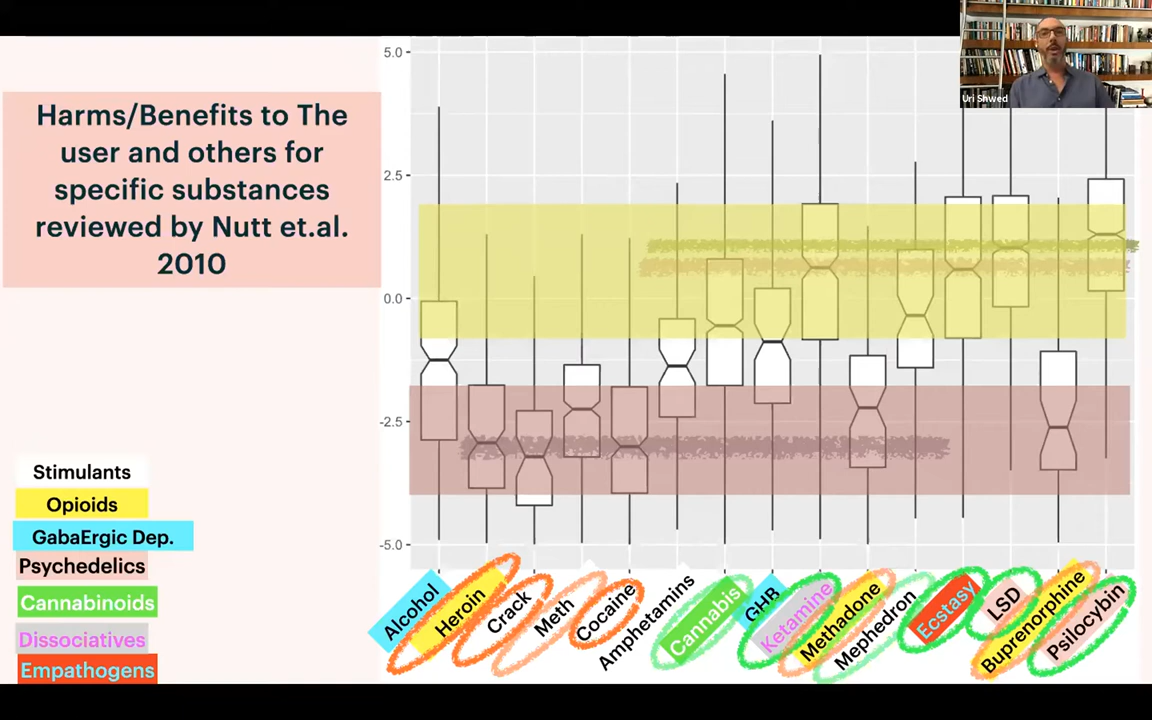 Harms/Benefits to The
user and others for
specific substances
reviewed by Nutt et.al.
2010
Uri Shwed
5.0
2.5
0.0
-2.5
-5.0
Stimulants
Opioids
GabaErgic Dep.
Psychedelics
Cannabinoids
Dissociatives
Empathogens
Alcohol
Heroin
Crack
Meth
Cocaine
Amphetamins
Cannabis
GHB
Ketamine
Methadone
Mephedron
Ecstasy
LSD
Buprenorphine
Psilocybin